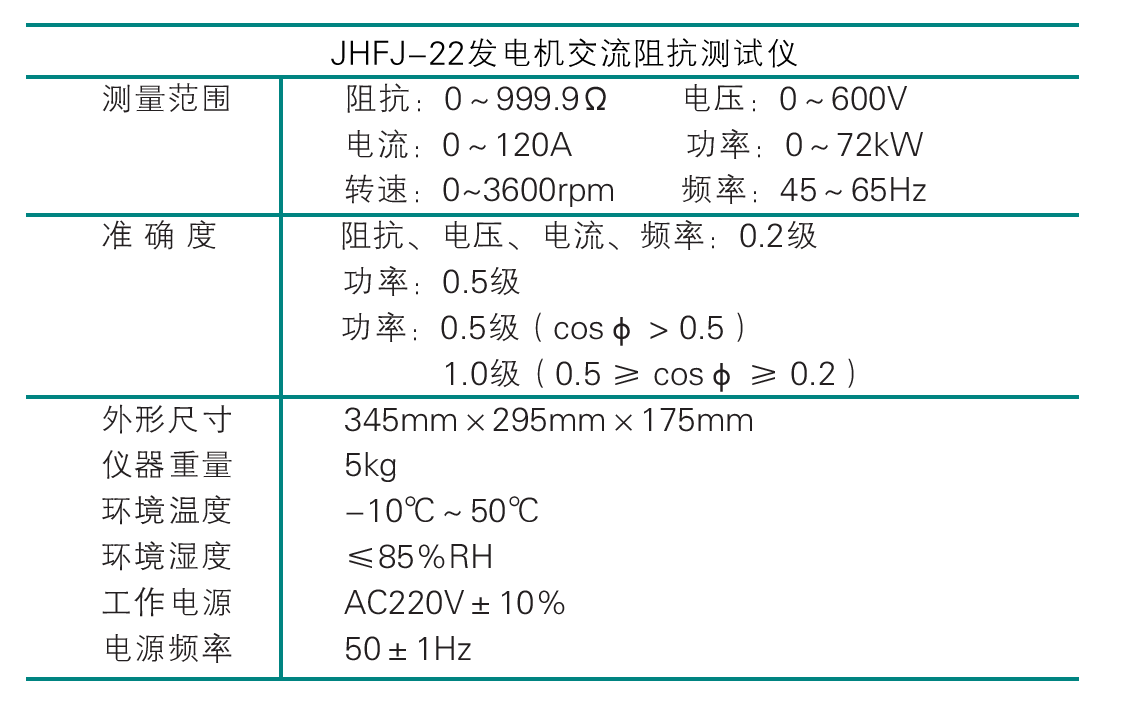 JHFJ-22发电机交流阻抗测试仪
测量范围 阻抗：0～999.9Ω 电压：0～600V
电流：0～120A 功率：0～72kW
转速：0~3600rpm 频率：45～65Hz
准 确 度 阻抗、电压、电流、频率：0.2级
功率：0.5级
功率：0.5级（cosϕ ＞0.5）
1.0级（0.5≥cosϕ ≥0.2）
外形尺寸 345mm×295mm×175mm
仪器重量 5kg
环境温度 -10℃～50℃
环境湿度 ≤85%RH
工作电源 AC220V±10%
电源频率 50±1Hz